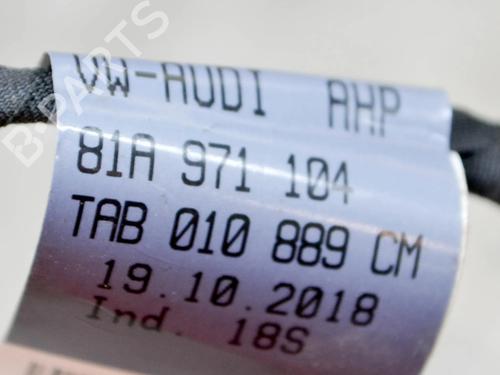 VW-AUDI AHP
81A 971 104
TAB 010 889 CM
19.10.2018
Ind. 18S
B-PARTS